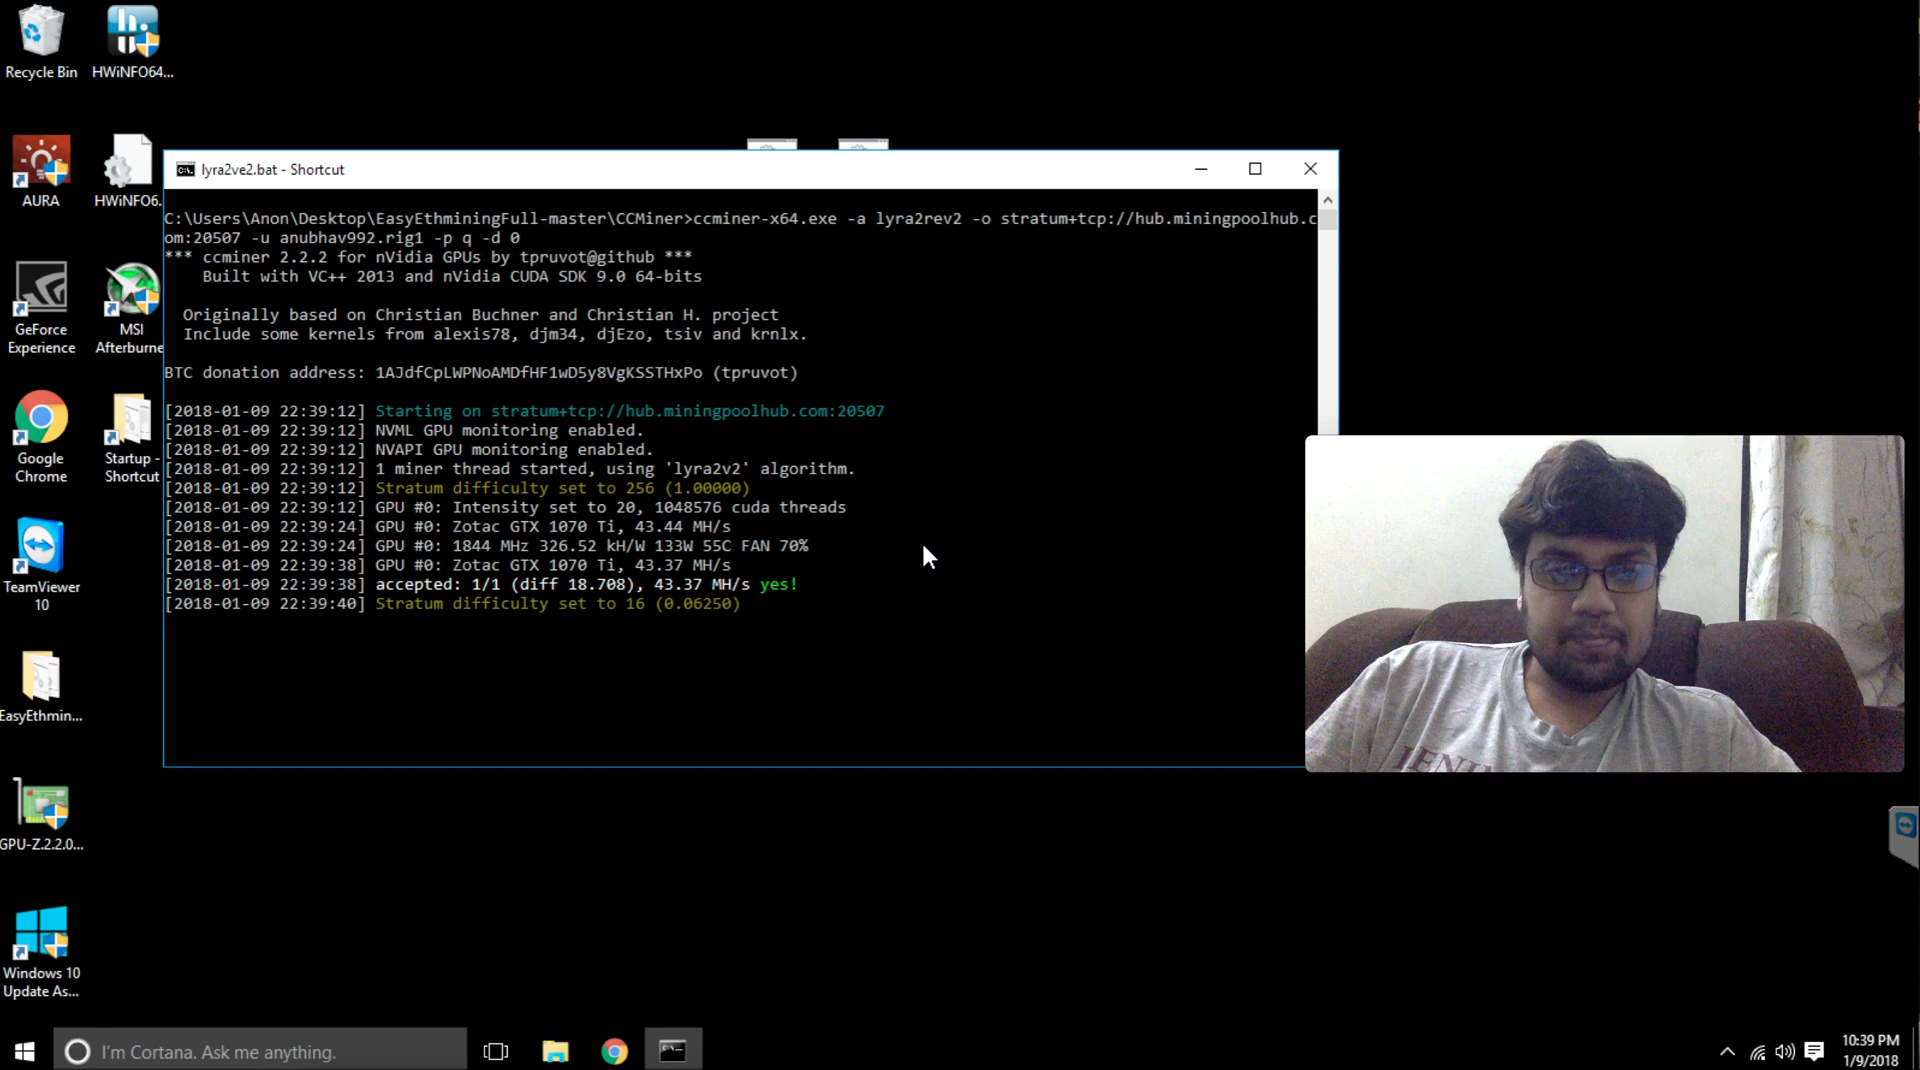 Recycle Bin
HWiNFO64...
AURA
HWiNFO6.
GeForce
Experience
MSI
Afterburne
Google
Chrome
Startup -
Shortcut
TeamViewer
10
EasyEthmin...
GPU-Z.2.2.0...
Windows 10
Update As...
lyra2ve2.bat - Shortcut
C:\Users\Anon\Desktop\EasyEthminingFull-master\CCMiner>ccminer-x64.exe -a lyra2rev2 -o stratum+tcp://hub.miningpoolhub.c
om:20507 -u anubhav992.rig1 -p q -d 0
*** ccminer 2.2.2 for nVidia GPUs by tpruvot@github ***
Built with VC++ 2013 and nVidia CUDA SDK 9.0 64-bits
Originally based on Christian Buchner and Christian H. project
Include some kernels from alexis78, djm34, djEzo, tsiv and krnlx.
BTC donation address: 1AJdfCpLWPNoAMDfHF1wD5y8VgKSSTHxPo (tpruvot)
[2018-01-09 22:39:12] Starting on stratum+tcp://hub.miningpoolhub.com:20507
[2018-01-09 22:39:12] NVML GPU monitoring enabled.
[2018-01-09 22:39:12] NVAPI GPU monitoring enabled.
[2018-01-09 22:39:12] 1 miner thread started, using 'lyra2v2' algorithm.
[2018-01-09 22:39:12] Stratum difficulty set to 256 (1.00000)
[2018-01-09 22:39:12] GPU #0: Intensity set to 20, 1048576 cuda threads
[2018-01-09 22:39:24] GPU #0: Zotac GTX 1070 Ti, 43.44 MH/s
[2018-01-09 22:39:24] GPU #0: 1844 MHz 326.52 kH/W 133W 55C FAN 70%
[2018-01-09 22:39:38] GPU #0: Zotac GTX 1070 Ti, 43.37 MH/s
[2018-01-09 22:39:38] accepted: 1/1 (diff 18.708), 43.37 MH/s yes!
[2018-01-09 22:39:40] Stratum difficulty set to 16 (0.06250)
I'm Cortana. Ask me anything.
10:39 PM
1/9/2018